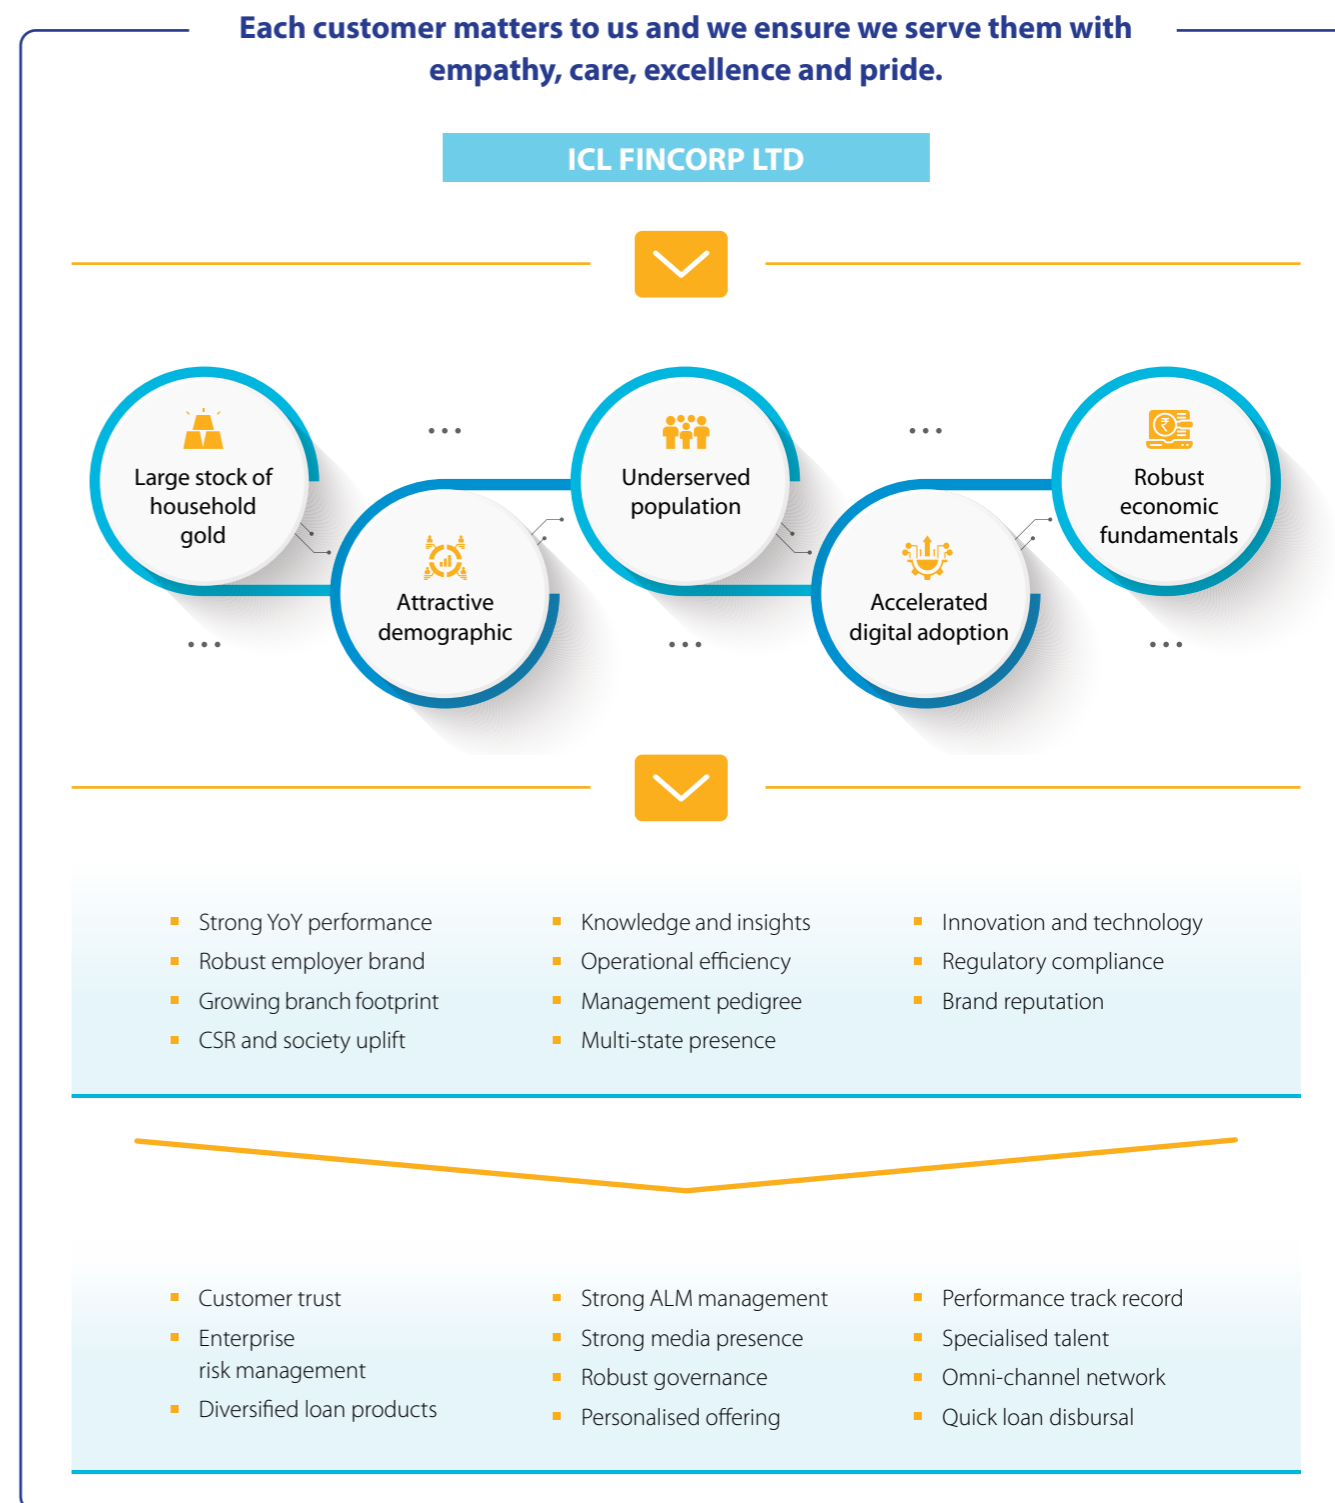 Each customer matters to us and we ensure we serve them with
empathy, care, excellence and pride.
ICL FINCORP LTD
Large stock of
household
gold
Attractive
demographic
Underserved
population
Accelerated
digital adoption
Robust
economic
fundamentals
Strong YoY performance
Robust employer brand
Growing branch footprint
CSR and society uplift
Knowledge and insights
Operational efficiency
Management pedigree
Multi-state presence
Innovation and technology
Regulatory compliance
Brand reputation
Customer trust
Enterprise
risk management
Diversified loan products
Strong ALM management
Strong media presence
Robust governance
Personalised offering
Performance track record
Specialised talent
Omni-channel network
Quick loan disbursal